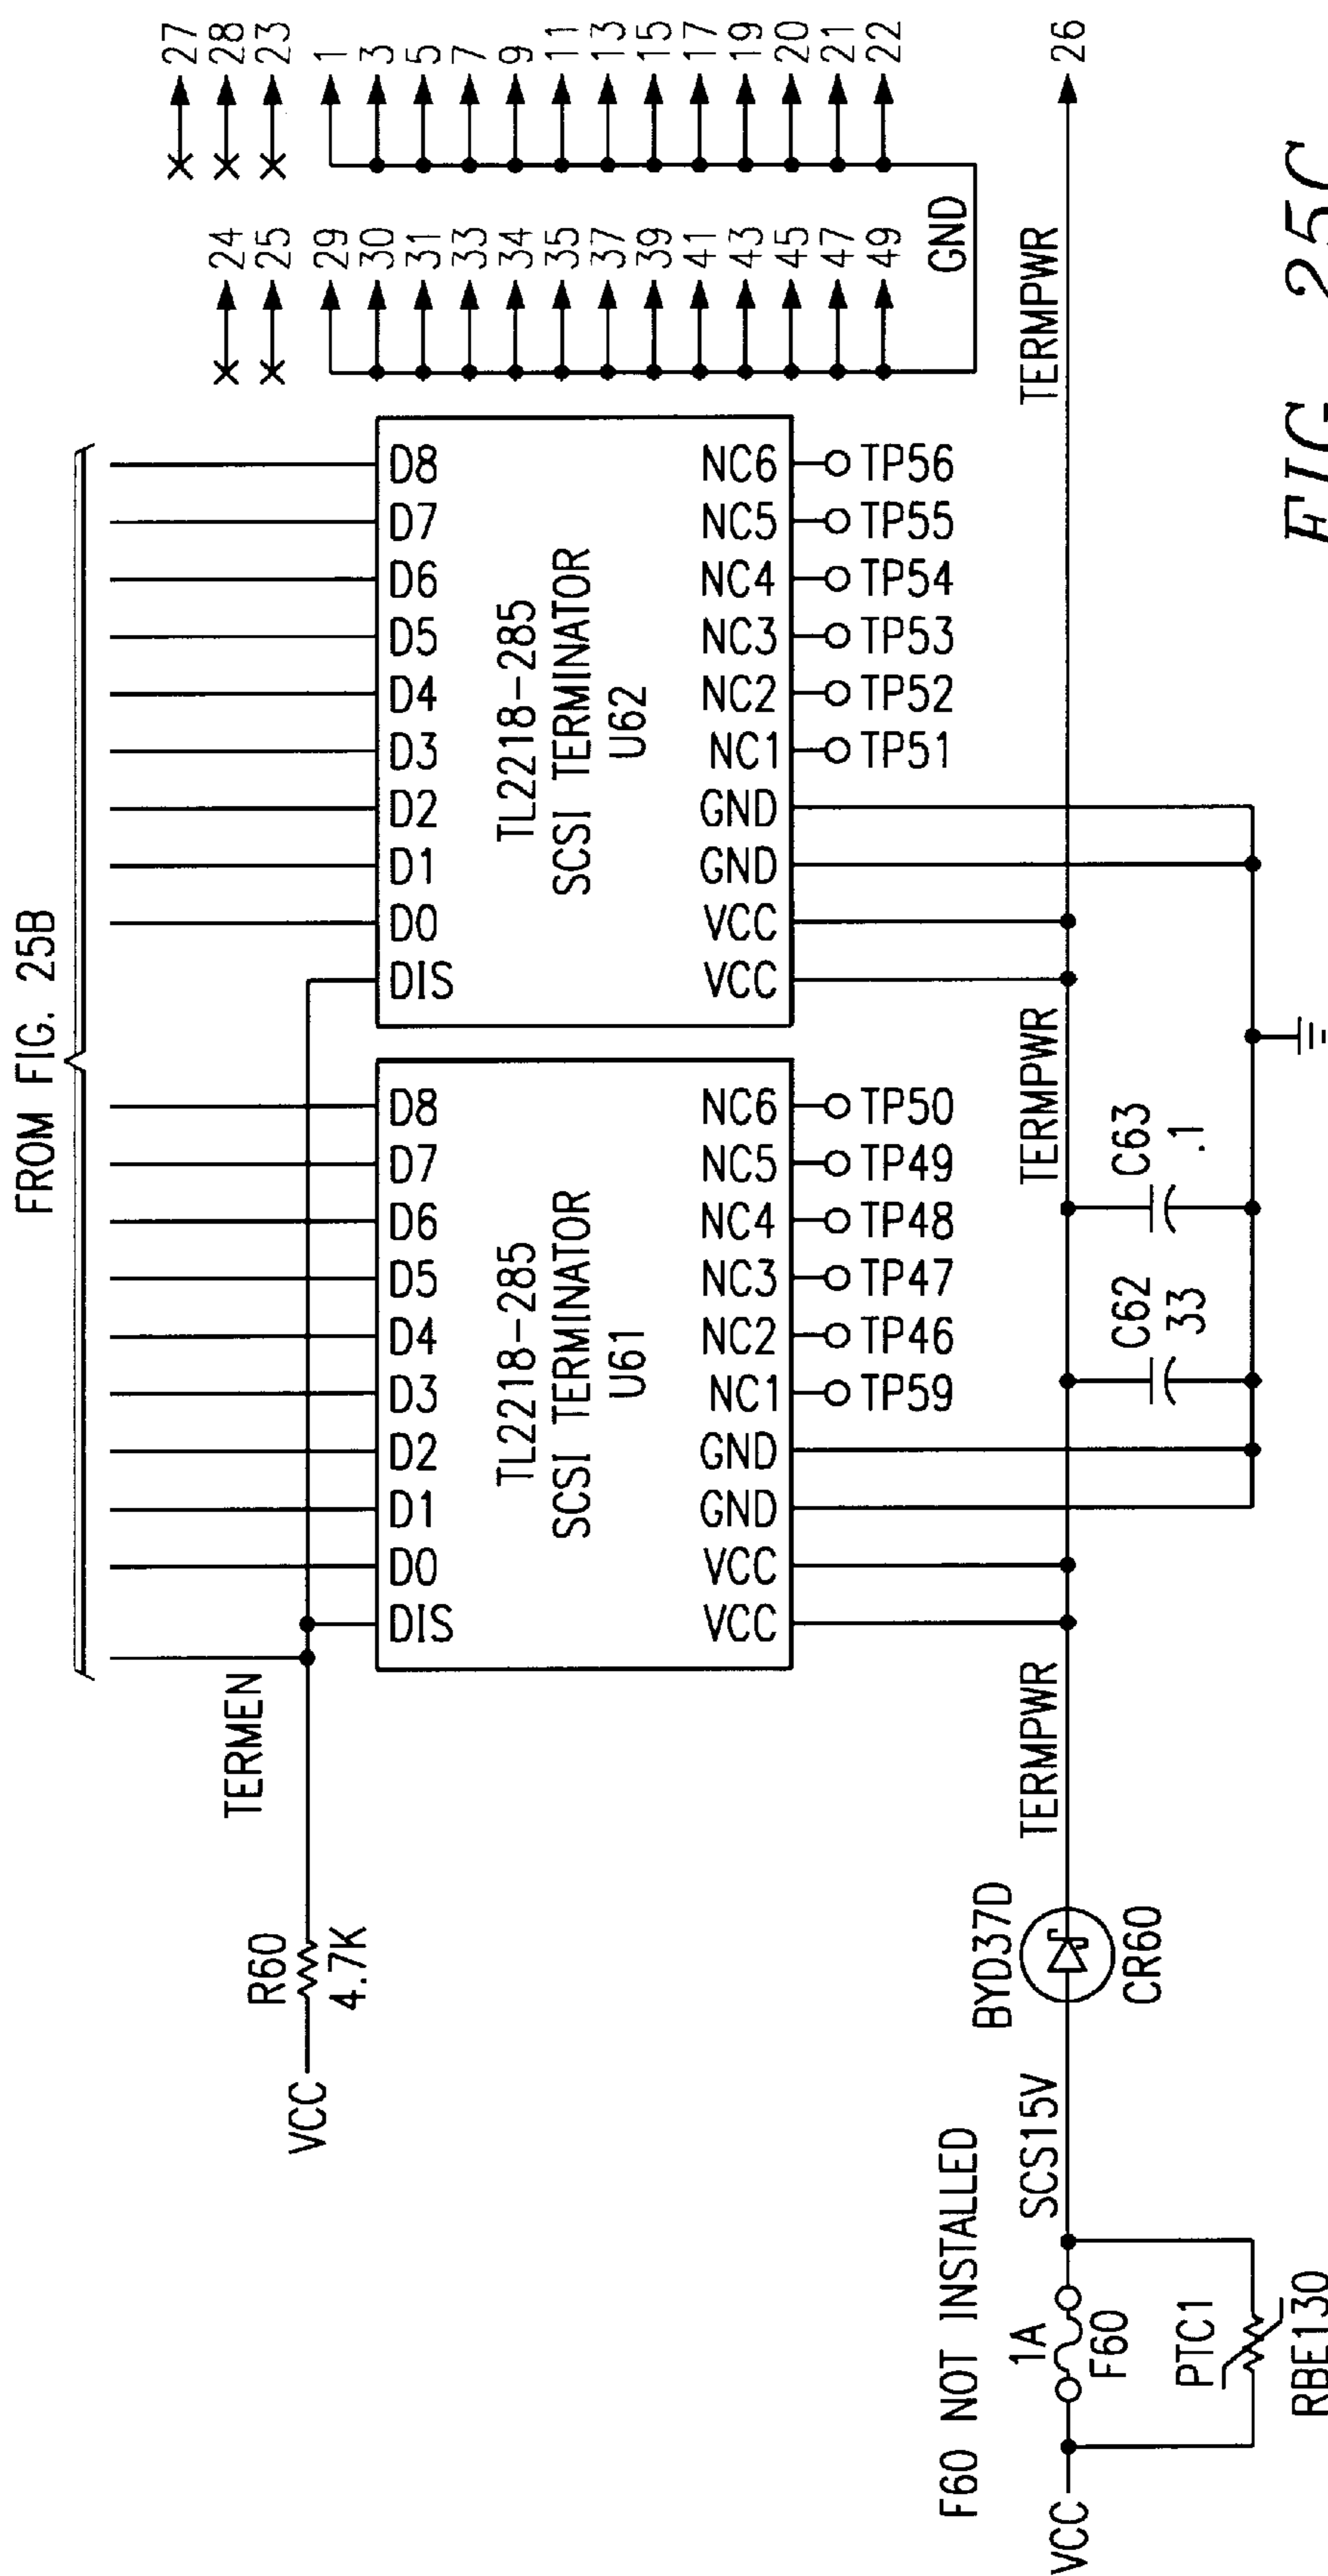 FROM FIG. 25B
TERMEN
VCC
R60
4.7K
DIS
D0
D1
D2
D3
D4
D5
D6
D7
D8
TL2218-285
SCSI TERMINATOR
U61
VCC
VCC
GND
GND
NC1
NC2
NC3
NC4
NC5
NC6
TP59
TP46
TP47
TP48
TP49
TP50
DIS
D0
D1
D2
D3
D4
D5
D6
D7
D8
TL2218-285
SCSI TERMINATOR
U62
VCC
VCC
GND
GND
NC1
NC2
NC3
NC4
NC5
NC6
TP51
TP52
TP53
TP54
TP55
TP56
24
25
29
30
31
33
34
35
37
39
41
43
45
47
49
27
28
23
1
3
5
7
9
11
13
15
17
19
20
21
22
GND
F60 NOT INSTALLED
VCC
1A
F60
PTC1
RBE130
SCS15V
BYD37D
CR60
TERMPWR
C62
33
C63
.1
TERMPWR
TERMPWR
26
FIG. 25C